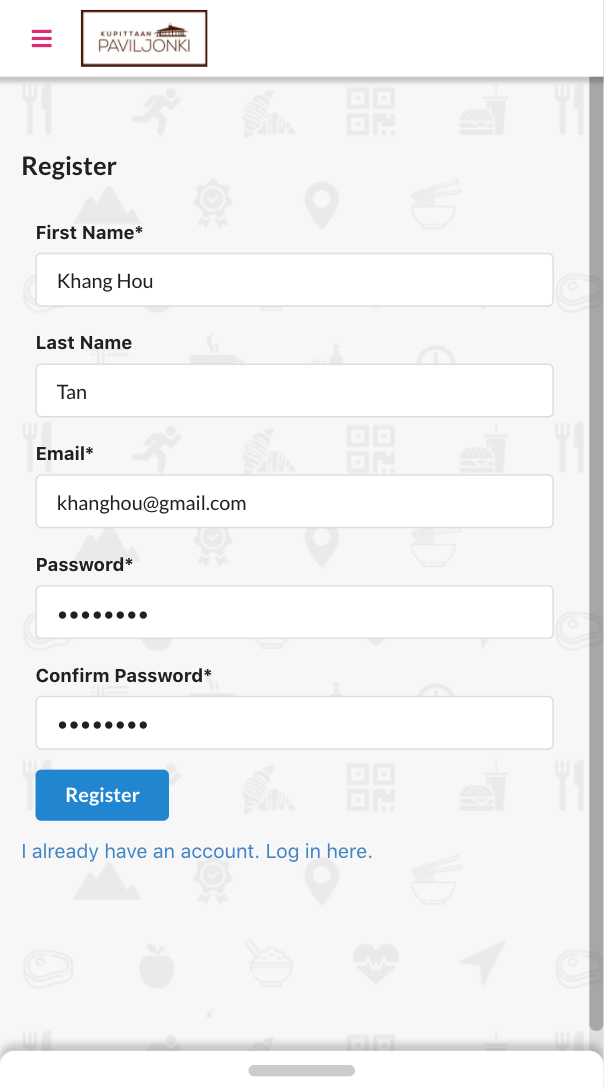 KUPITTAAN
PAVILJONKI
Register
First Name*
Khang Hou
Last Name
Tan
Email*
khanghou@gmail.com
Password*
••••••••
Confirm Password*
••••••••
Register
I already have an account. Log in here.